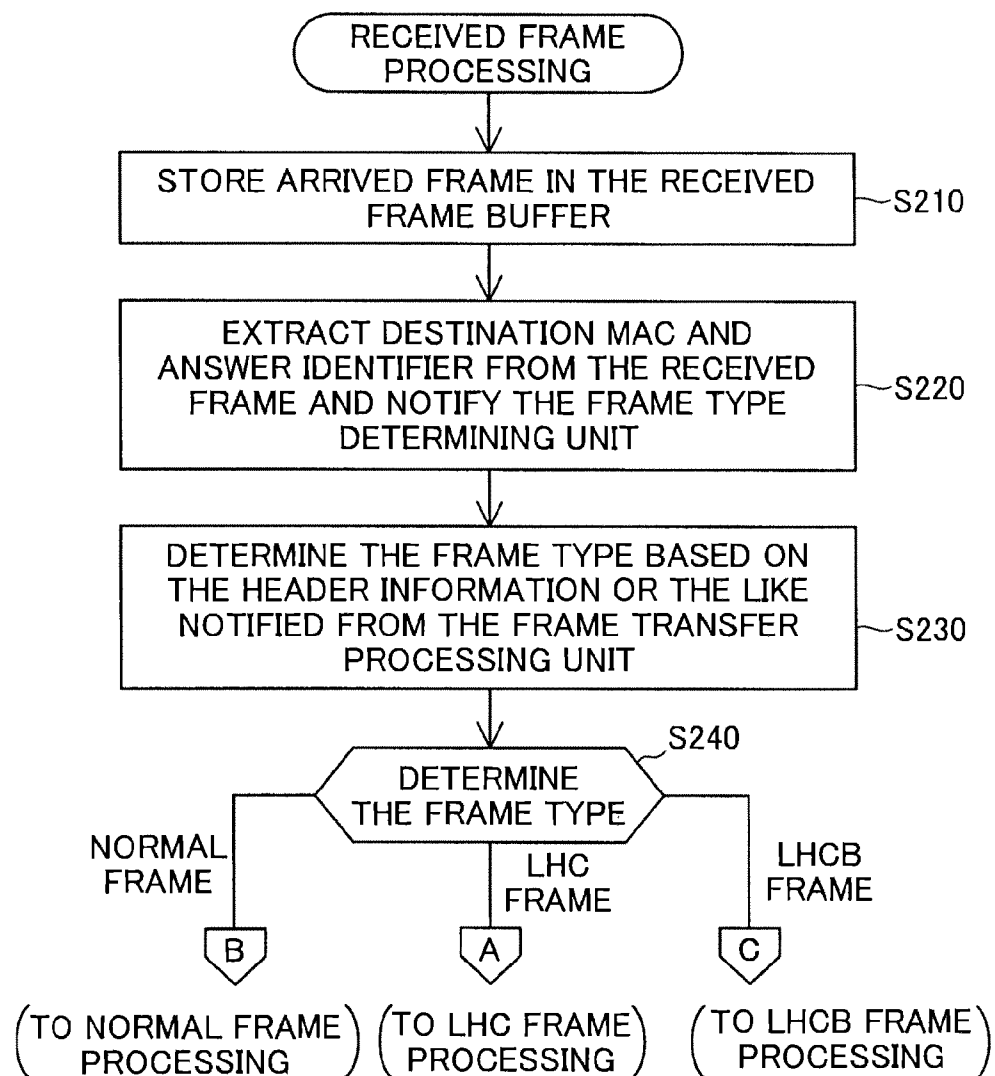 RECEIVED FRAME
PROCESSING
STORE ARRIVED FRAME IN THE RECEIVED
FRAME BUFFER
S210
EXTRACT DESTINATION MAC AND
ANSWER IDENTIFIER FROM THE RECEIVED
FRAME AND NOTIFY THE FRAME TYPE
DETERMINING UNIT
S220
DETERMINE THE FRAME TYPE BASED ON
THE HEADER INFORMATION OR THE LIKE
NOTIFIED FROM THE FRAME TRANSFER
PROCESSING UNIT
S230
S240
DETERMINE
THE FRAME TYPE
NORMAL
FRAME
LHC
FRAME
LHCB
FRAME
B
A
C
(TO NORMAL FRAME
PROCESSING)
(TO LHC FRAME
PROCESSING)
(TO LHCB FRAME
PROCESSING)